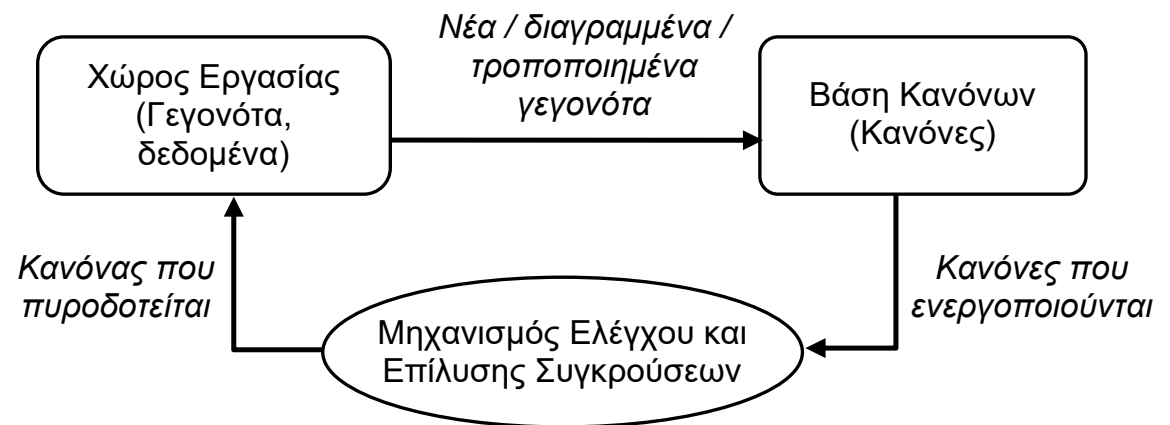 Νέα / διαγραμμένα /
τροποποιημένα
γεγονότα
Χώρος Εργασίας
(Γεγονότα,
δεδομένα)
Βάση Κανόνων
(Κανόνες)
Κανόνας που
πυροδοτείται
Κανόνες που
ενεργοποιούνται
Μηχανισμός Ελέγχου και
Επίλυσης Συγκρούσεων